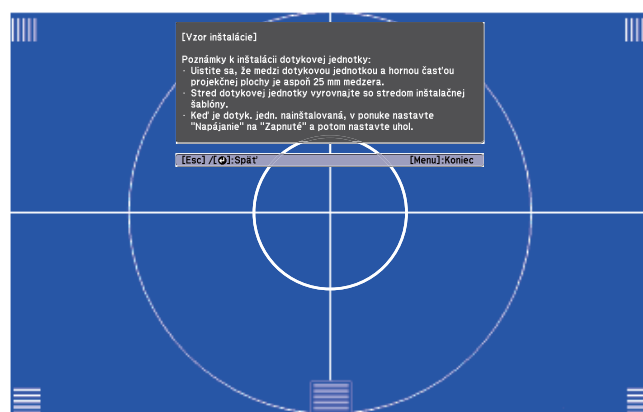 [Vzor inštalácie]
Poznámky k inštalácii dotykovej jednotky:
· Uistite sa, že medzi dotykovou jednotkou a hornou časťou
projekčnej plochy je aspoň 25 mm medzera.
· Stred dotykovej jednotky vyrovnajte so stredom inštalačnej
šablóny.
· Keď je dotyk. jedn. nainštalovaná, v ponuke nastavte
"Napájanie" na "Zapnuté" a potom nastavte uhol.
[Esc] /[⏎]:Späť [Menu]:Koniec